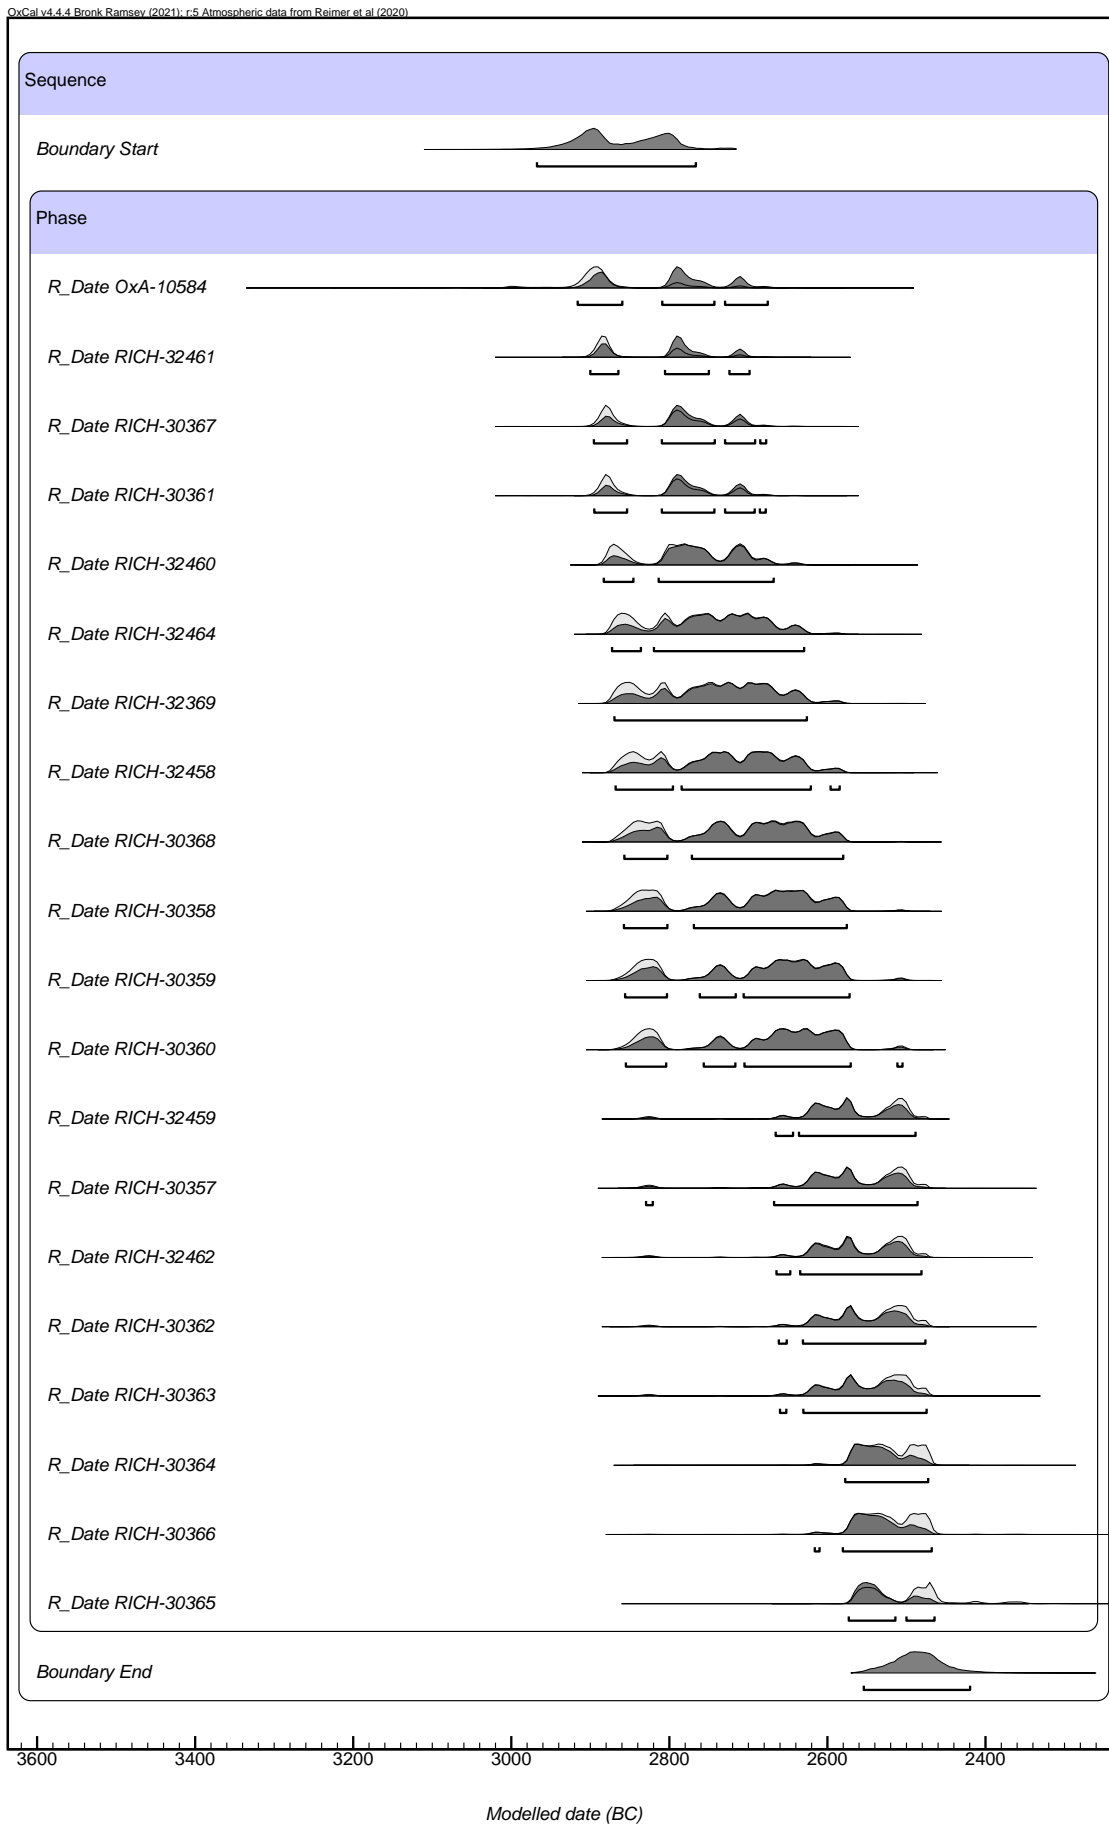 OxCal v4.4.4 Bronk Ramsey (2021); r:5 Atmospheric data from Reimer et al (2020)
Sequence
Boundary Start
Phase
R_Date OxA-10584
R_Date RICH-32461
R_Date RICH-30367
R_Date RICH-30361
R_Date RICH-32460
R_Date RICH-32464
R_Date RICH-32369
R_Date RICH-32458
R_Date RICH-30368
R_Date RICH-30358
R_Date RICH-30359
R_Date RICH-30360
R_Date RICH-32459
R_Date RICH-30357
R_Date RICH-32462
R_Date RICH-30362
R_Date RICH-30363
R_Date RICH-30364
R_Date RICH-30366
R_Date RICH-30365
Boundary End
3600 3400 3200 3000 2800 2600 2400
Modelled date (BC)